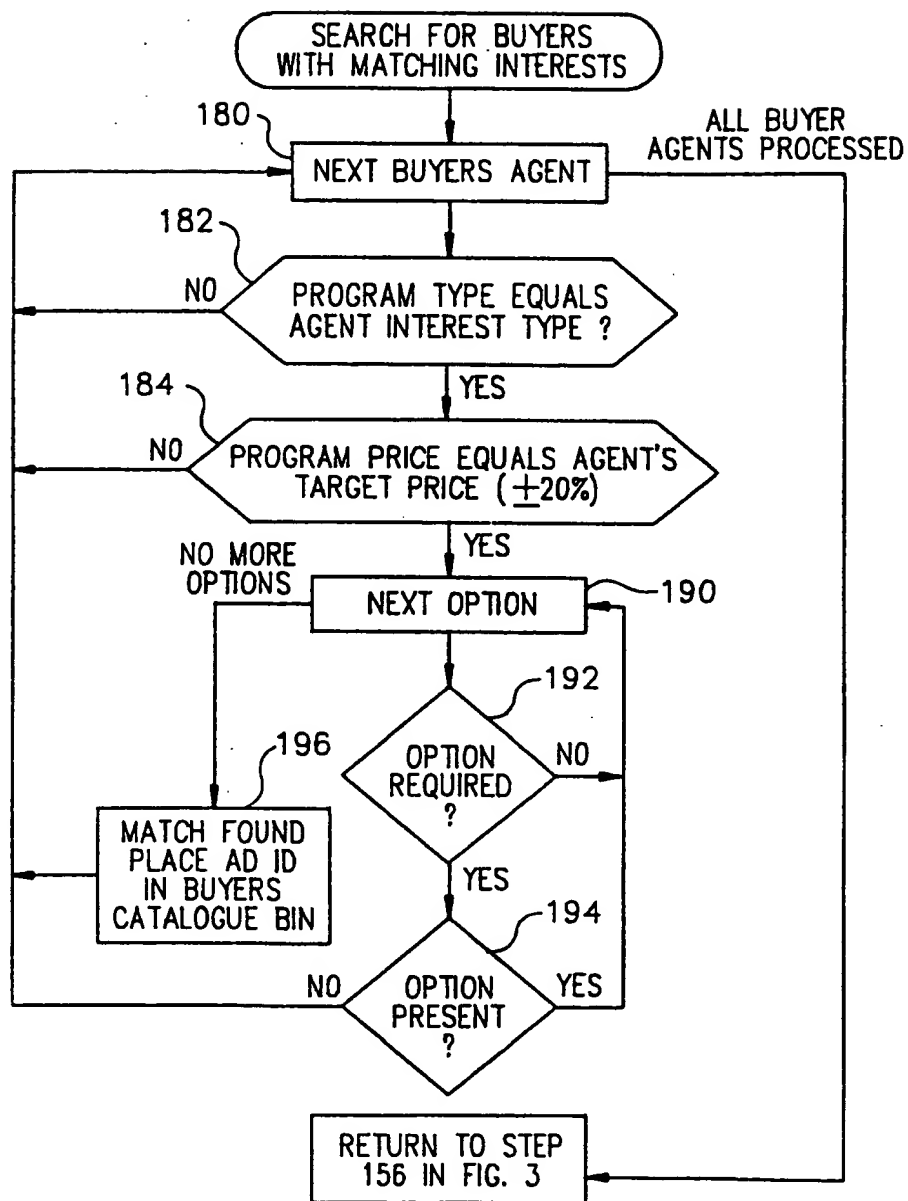 SEARCH FOR BUYERS
WITH MATCHING INTERESTS
180
ALL BUYER
AGENTS PROCESSED
NEXT BUYERS AGENT
182
NO
PROGRAM TYPE EQUALS
AGENT INTEREST TYPE ?
YES
184
NO
PROGRAM PRICE EQUALS AGENT'S
TARGET PRICE (±20%)
YES
NO MORE
OPTIONS
NEXT OPTION
190
192
OPTION
REQUIRED
?
NO
196
MATCH FOUND
PLACE AD ID
IN BUYERS
CATALOGUE BIN
YES
194
NO
OPTION
PRESENT
?
YES
RETURN TO STEP
156 IN FIG. 3